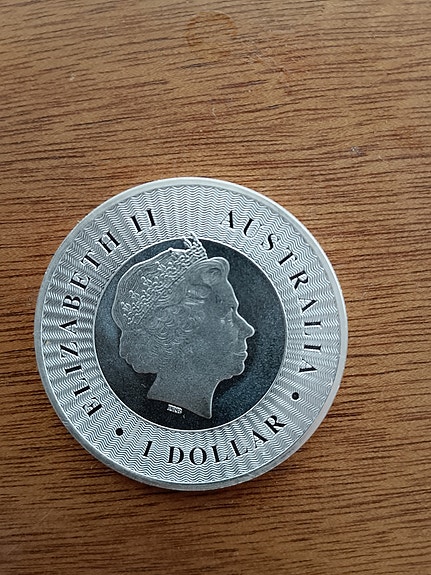 ELIZABETH II
AUSTRALIA
• 1 DOLLAR •